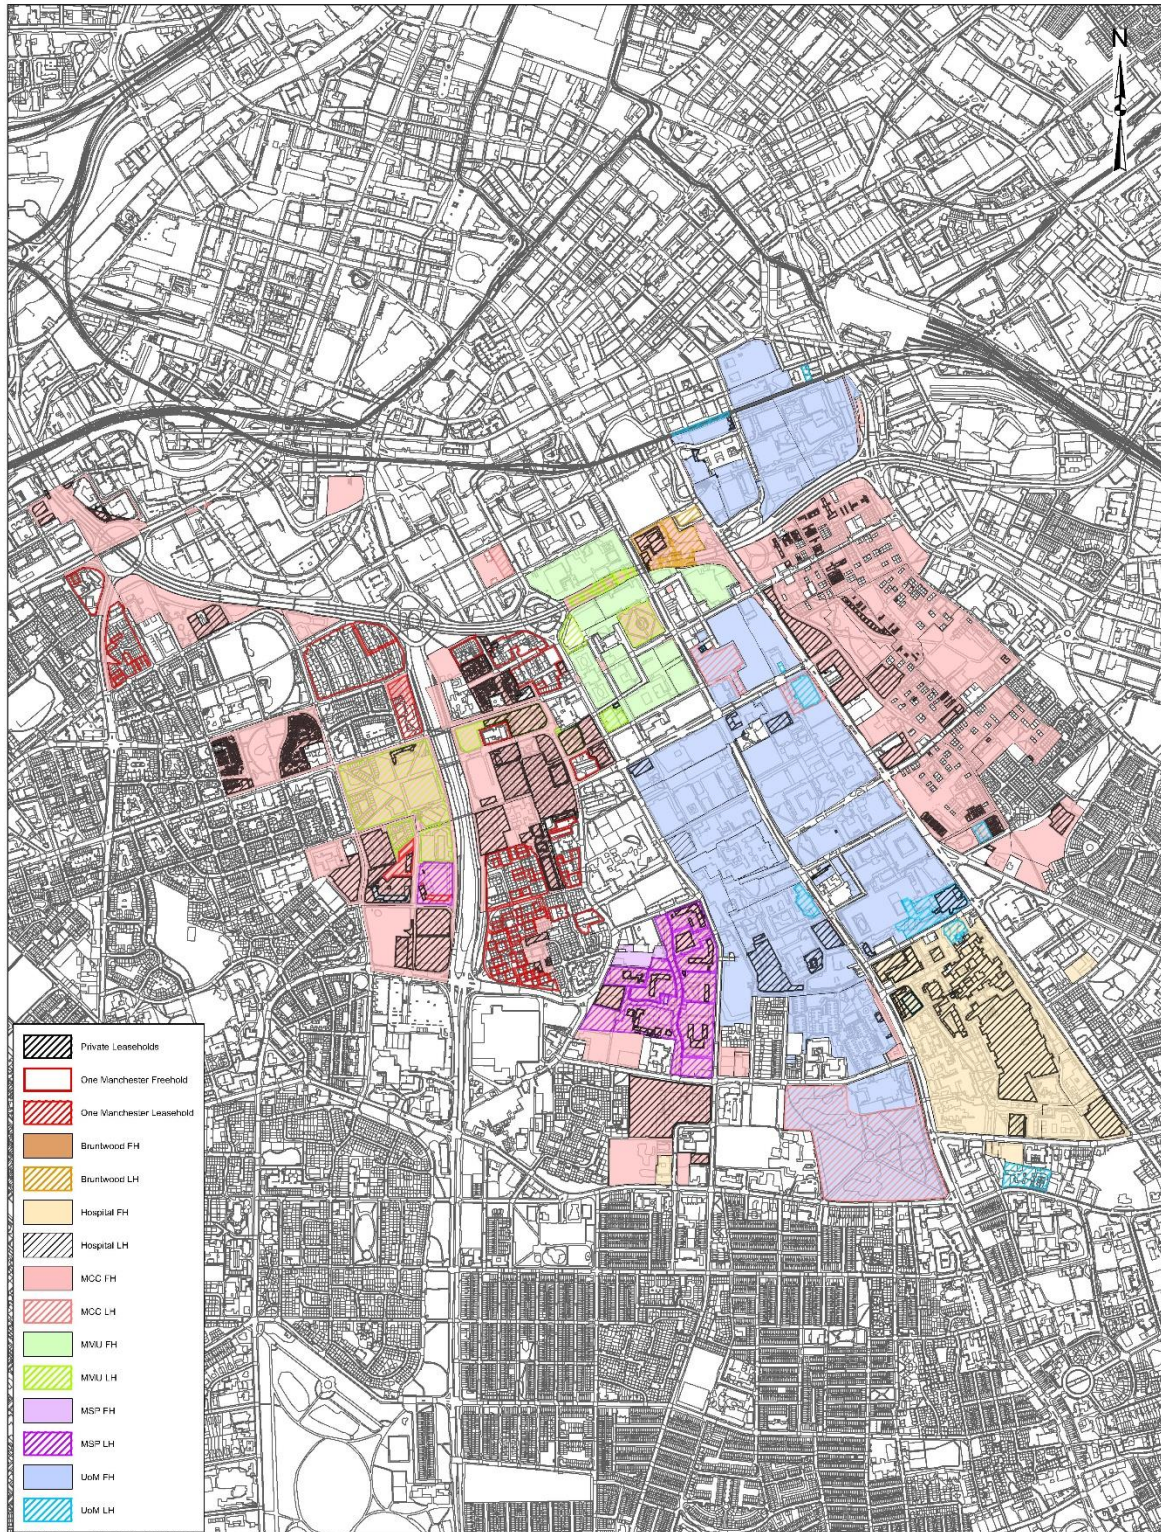 N
Private Leaseholds
One Manchester Freehold
One Manchester Leasehold
Bruntwood FH
Bruntwood LH
Hospital FH
Hospital LH
MCC FH
MCC LH
MMU FH
MMU LH
MSP FH
MSP LH
UoM FH
UoM LH